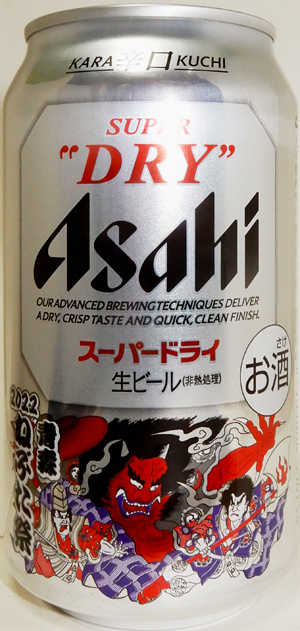 KARA 辛口 KUCHI
SUPER
"DRY"
Asahi
OUR ADVANCED BREWING TECHNIQUES DELIVER
A DRY, CRISP TASTE AND QUICK, CLEAN FINISH.
スーパードライ
生ビール(非熱処理)
さけ
お酒
青森
2022
ねぶた祭